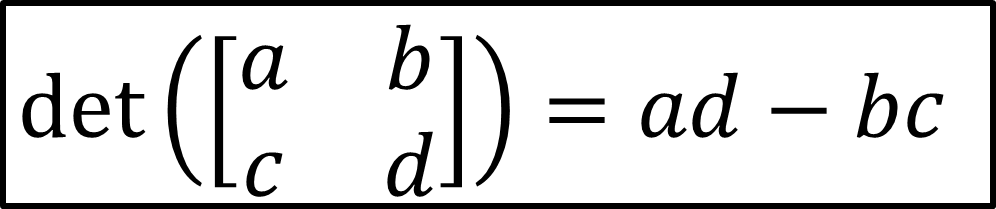 det([a b
c d]) = ad − bc